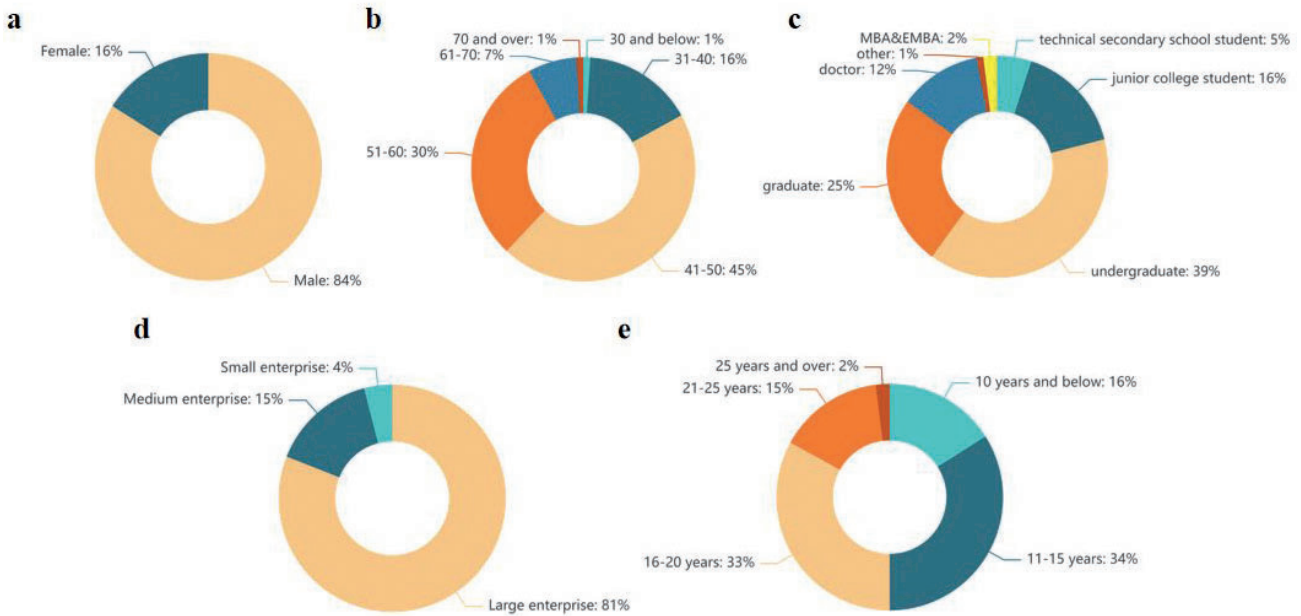 a
Female: 16%
Male: 84%
b
70 and over: 1%
30 and below: 1%
61-70: 7%
31-40: 16%
51-60: 30%
41-50: 45%
c
MBA&EMBA: 2%
technical secondary school student: 5%
other: 1%
doctor: 12%
junior college student: 16%
graduate: 25%
undergraduate: 39%
d
Small enterprise: 4%
Medium enterprise: 15%
Large enterprise: 81%
e
25 years and over: 2%
10 years and below: 16%
21-25 years: 15%
16-20 years: 33%
11-15 years: 34%